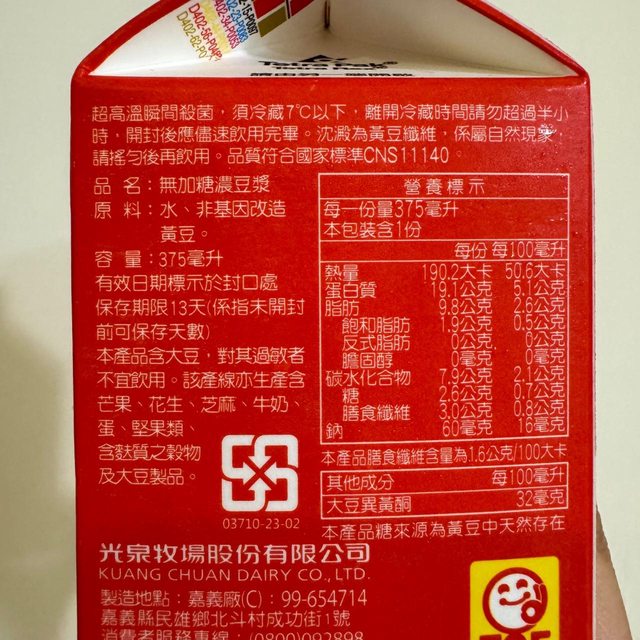 Tetra Pak
超高溫瞬間殺菌，須冷藏7℃以下，離開冷藏時間請勿超過半小
時，開封後應儘速飲用完畢。沈澱為黃豆纖維，係屬自然現象，
請搖勻後再飲用。品質符合國家標準CNS11140。
品 名：無加糖濃豆漿
原 料：水、非基因改造
黃豆。
容 量：375毫升
有效日期標示於封口處
保存期限13天(係指未開封
前可保存天數)
本產品含大豆，對其過敏者
不宜飲用。該產線亦生產含
芒果、花生、芝麻、牛奶、
蛋、堅果類、
含麩質之穀物
及大豆製品。
03710-23-02
營養標示
每一份量375毫升
本包裝含1份
每份 每100毫升
熱量 190.2大卡 50.6大卡
蛋白質 19.1公克 5.1公克
脂肪 9.8公克 2.6公克
飽和脂肪 1.9公克 0.5公克
反式脂肪 0公克 0公克
膽固醇 0毫克 0毫克
碳水化合物 7.9公克 2.1公克
糖 2.6公克 0.7公克
膳食纖維 3.0公克 0.8公克
鈉 60毫克 16毫克
本產品膳食纖維含量為1.6公克/100大卡
其他成分 每100毫升
大豆異黃酮 32毫克
本產品糖來源為黃豆中天然存在
光泉牧場股份有限公司
KUANG CHUAN DAIRY CO., LTD.
製造地點：嘉義廠(C)：99-654714
嘉義縣民雄鄉北斗村成功街1號
消費者服務專線：(0800)092898